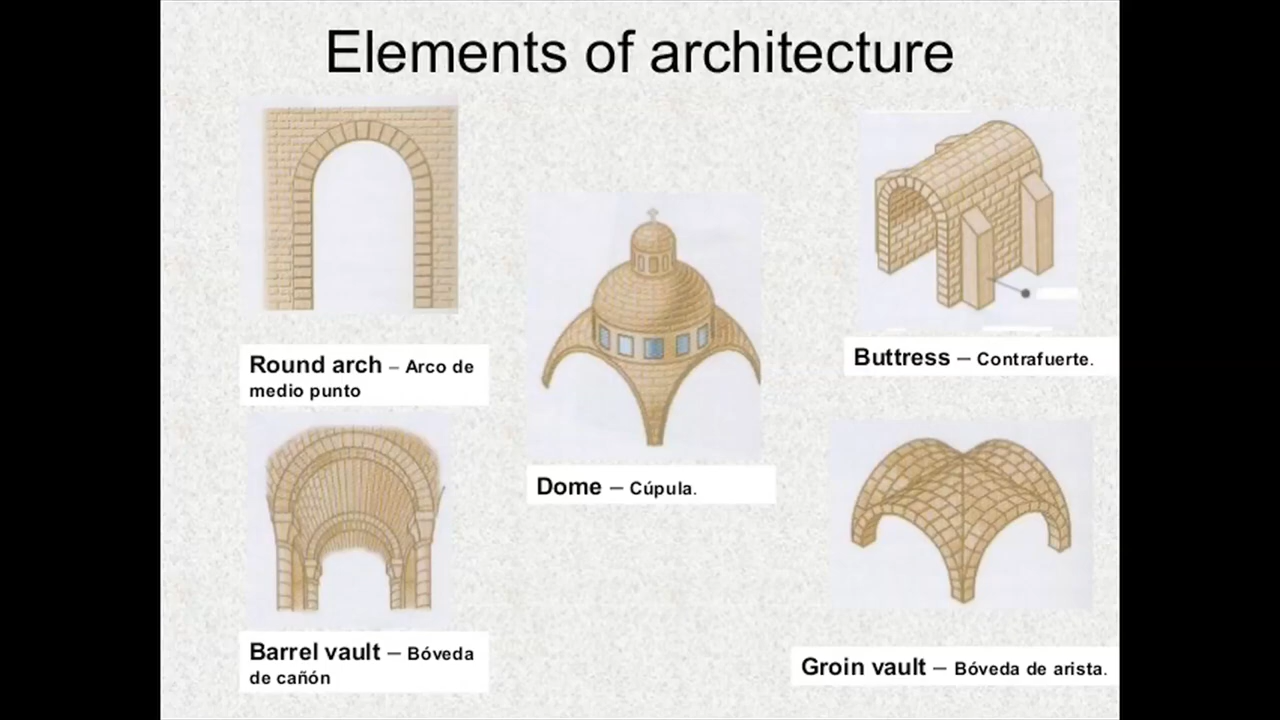 Elements of architecture
Round arch – Arco de
medio punto
Dome – Cúpula.
Buttress – Contrafuerte.
Barrel vault – Bóveda
de cañón
Groin vault – Bóveda de arista.